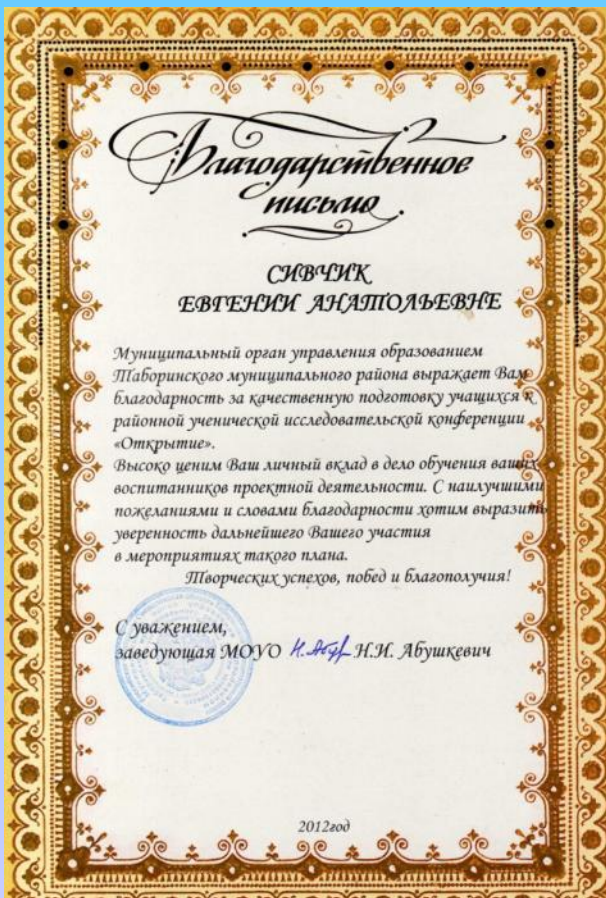 Благодарственное
письмо
СИВЧИК
ЕВГЕНИИ АНАТОЛЬЕВНЕ
Муниципальный орган управления образованием
Таборинского муниципального района выражает Вам
благодарность за качественную подготовку учащихся к
районной ученической исследовательской конференции
«Открытие».
Высоко ценим Ваш личный вклад в дело обучения ваших
воспитанников проектной деятельности. С наилучшими
пожеланиями и словами благодарности хотим выразить
уверенность дальнейшего Вашего участия
в мероприятиях такого плана.
Творческих успехов, побед и благополучия!
С уважением,
заведующая МОУО Н.И. Абушкевич
2012год